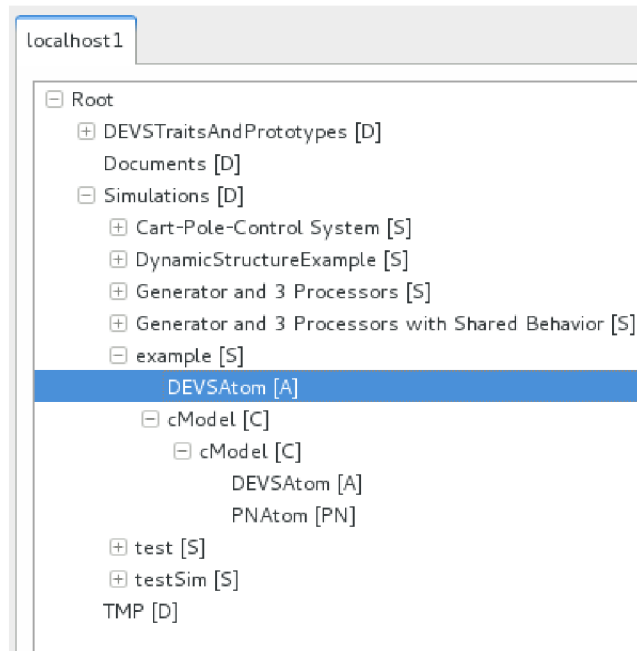 localhost1
Root
DEVSTraitsAndPrototypes [D]
Documents [D]
Simulations [D]
Cart-Pole-Control System [S]
DynamicStructureExample [S]
Generator and 3 Processors [S]
Generator and 3 Processors with Shared Behavior [S]
example [S]
DEVSAtom [A]
cModel [C]
cModel [C]
DEVSAtom [A]
PNAtom [PN]
test [S]
testSim [S]
TMP [D]